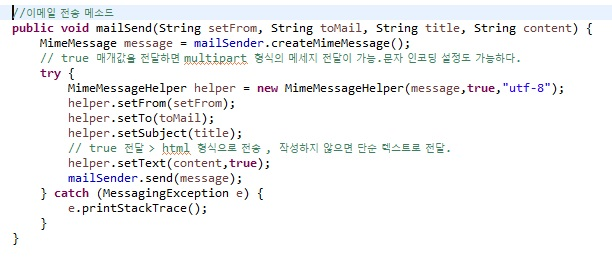 //이메일 전송 메소드
public void mailSend(String setFrom, String toMail, String title, String content) {
    MimeMessage message = mailSender.createMimeMessage();
    // true 매개값을 전달하면 multipart 형식의 메세지 전달이 가능.문자 인코딩 설정도 가능하다.
    try {
        MimeMessageHelper helper = new MimeMessageHelper(message,true,"utf-8");
        helper.setFrom(setFrom);
        helper.setTo(toMail);
        helper.setSubject(title);
        // true 전달 > html 형식으로 전송 , 작성하지 않으면 단순 텍스트로 전달.
        helper.setText(content,true);
        mailSender.send(message);
    } catch (MessagingException e) {
        e.printStackTrace();
    }
}